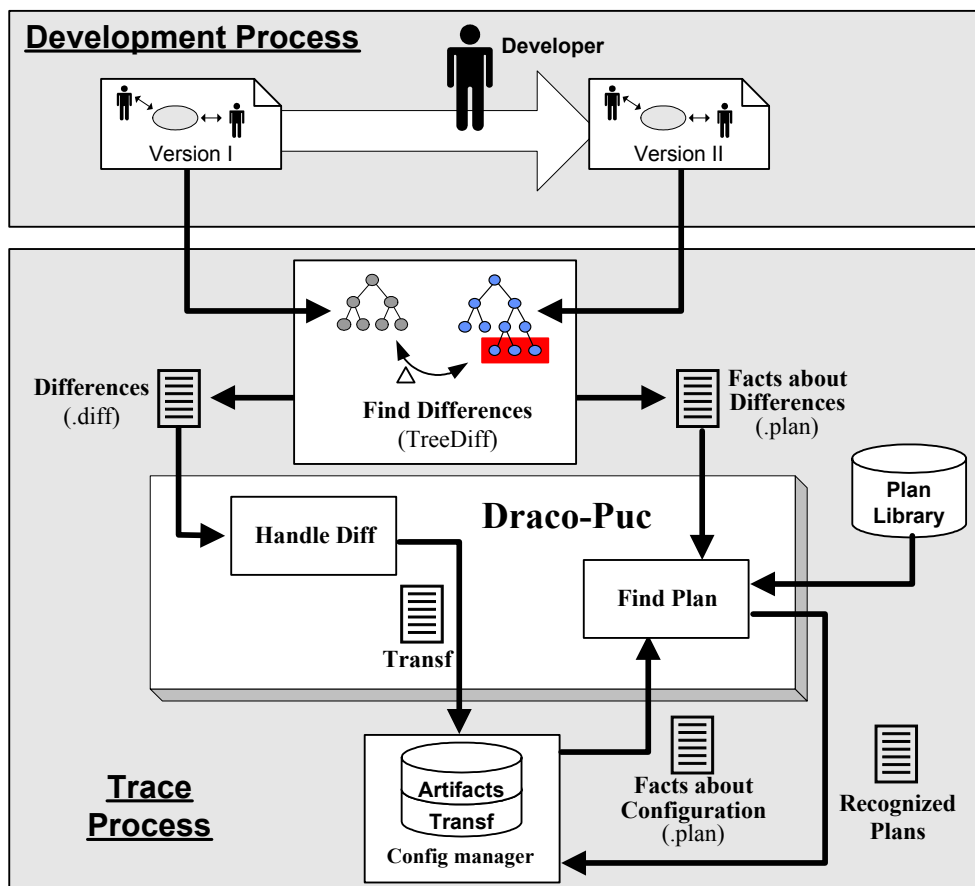 Development Process
Developer
Version I
Version II
Differences
(.diff)
Find Differences
(TreeDiff)
Facts about
Differences
(.plan)
Plan
Library
Draco-Puc
Handle Diff
Find Plan
Transf
Trace
Process
Artifacts
Transf
Config manager
Facts about
Configuration
(.plan)
Recognized
Plans